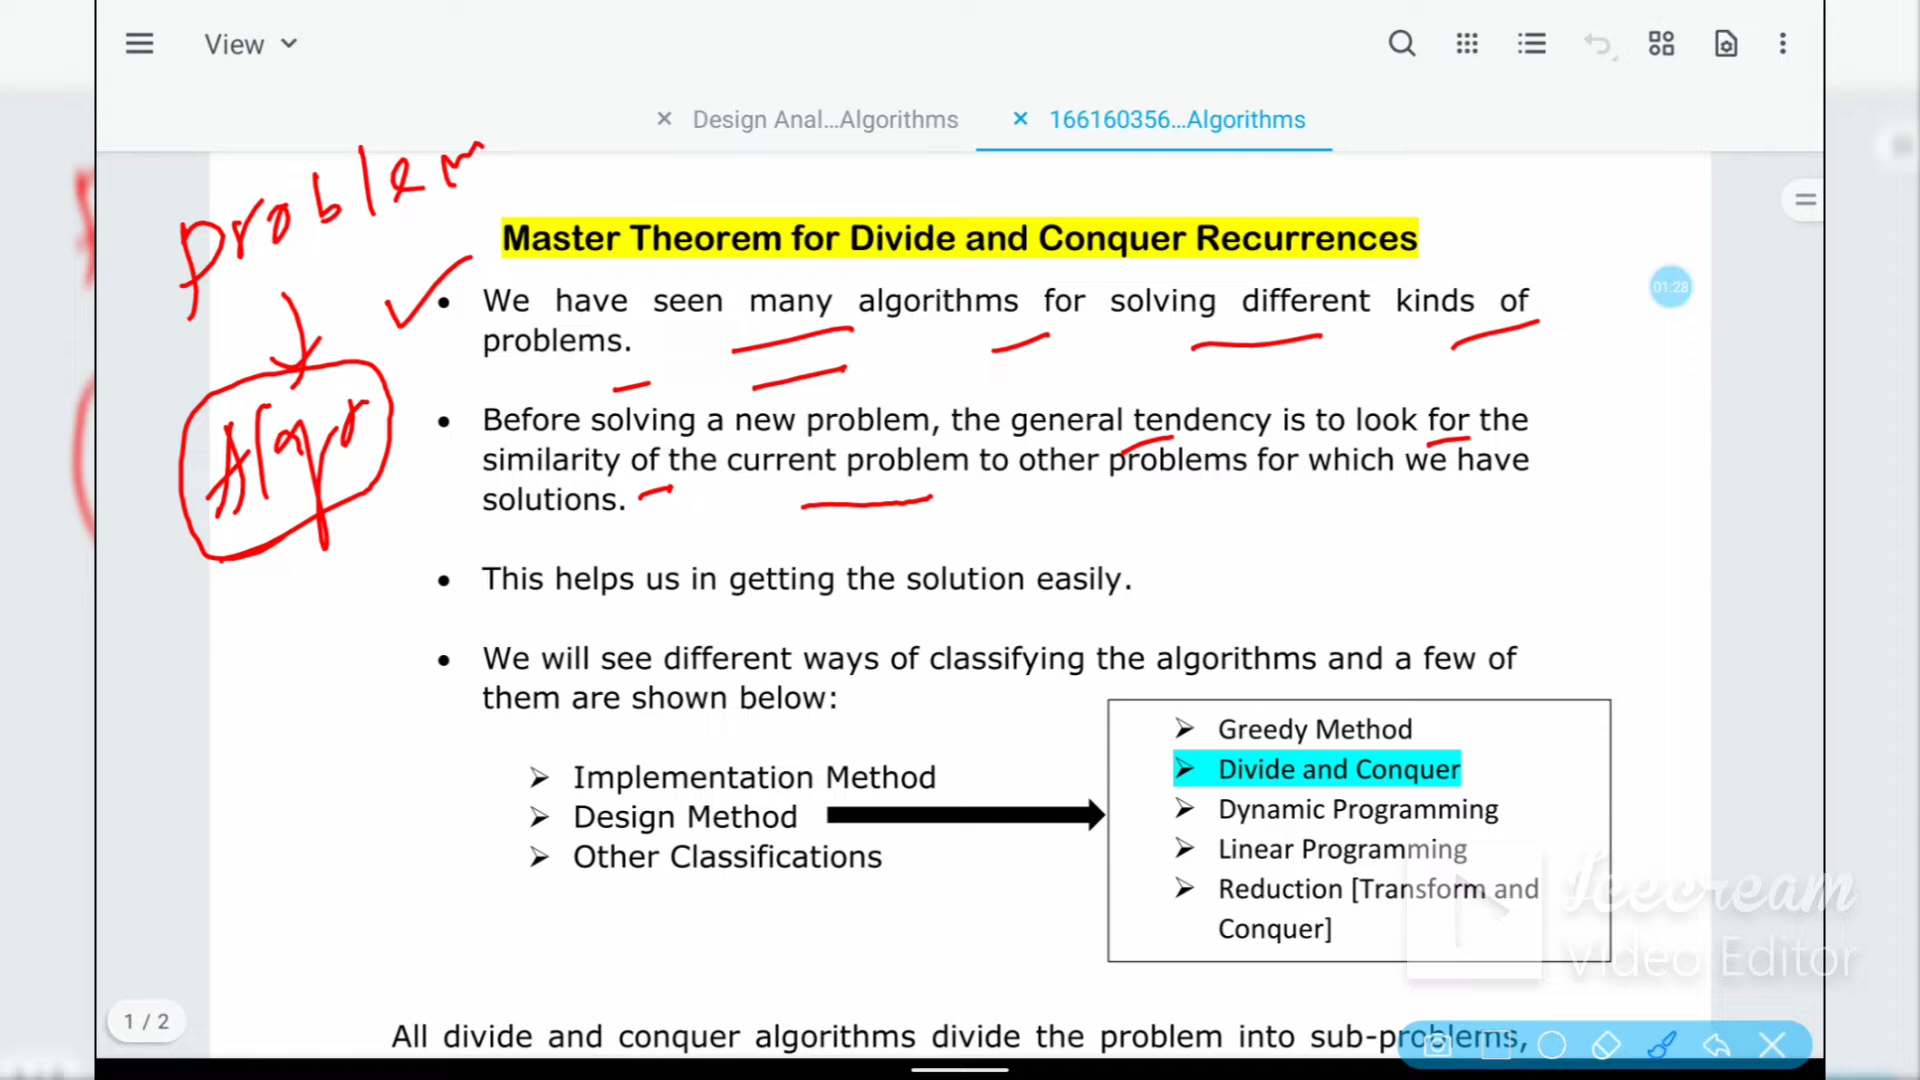 View
Design Anal...Algorithms
166160356...Algorithms
problem
Master Theorem for Divide and Conquer Recurrences
01:28
• We have seen many algorithms for solving different kinds of
problems.
• Before solving a new problem, the general tendency is to look for the
similarity of the current problem to other problems for which we have
solutions.
• This helps us in getting the solution easily.
• We will see different ways of classifying the algorithms and a few of
them are shown below:
➢ Implementation Method
➢ Design Method
➢ Other Classifications
➢ Greedy Method
➢ Divide and Conquer
➢ Dynamic Programming
➢ Linear Programming
➢ Reduction [Transform and
Conquer]
Icecream
Video Editor
1 / 2
All divide and conquer algorithms divide the problem into sub-problems,